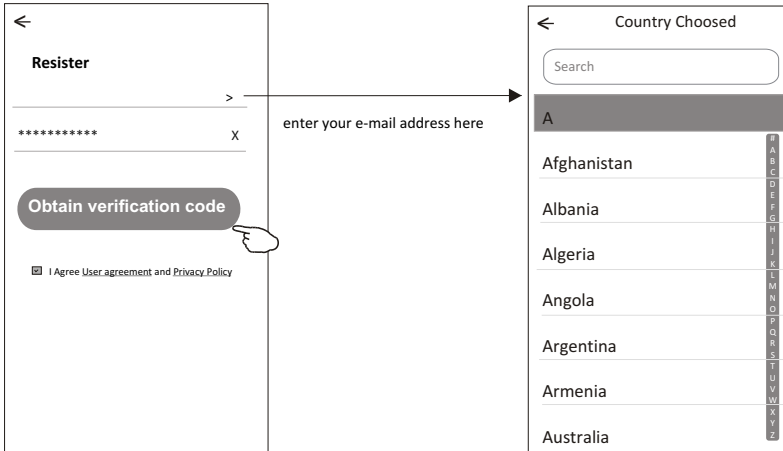 Resister
>
*********** X
Obtain verification code
I Agree User agreement and Privacy Policy
enter your e-mail address here
Country Choosed
Search
A
Afghanistan
Albania
Algeria
Angola
Argentina
Armenia
Australia
#
A
B
C
D
E
F
G
H
I
J
K
L
M
N
O
P
Q
R
S
T
U
V
W
X
Y
Z